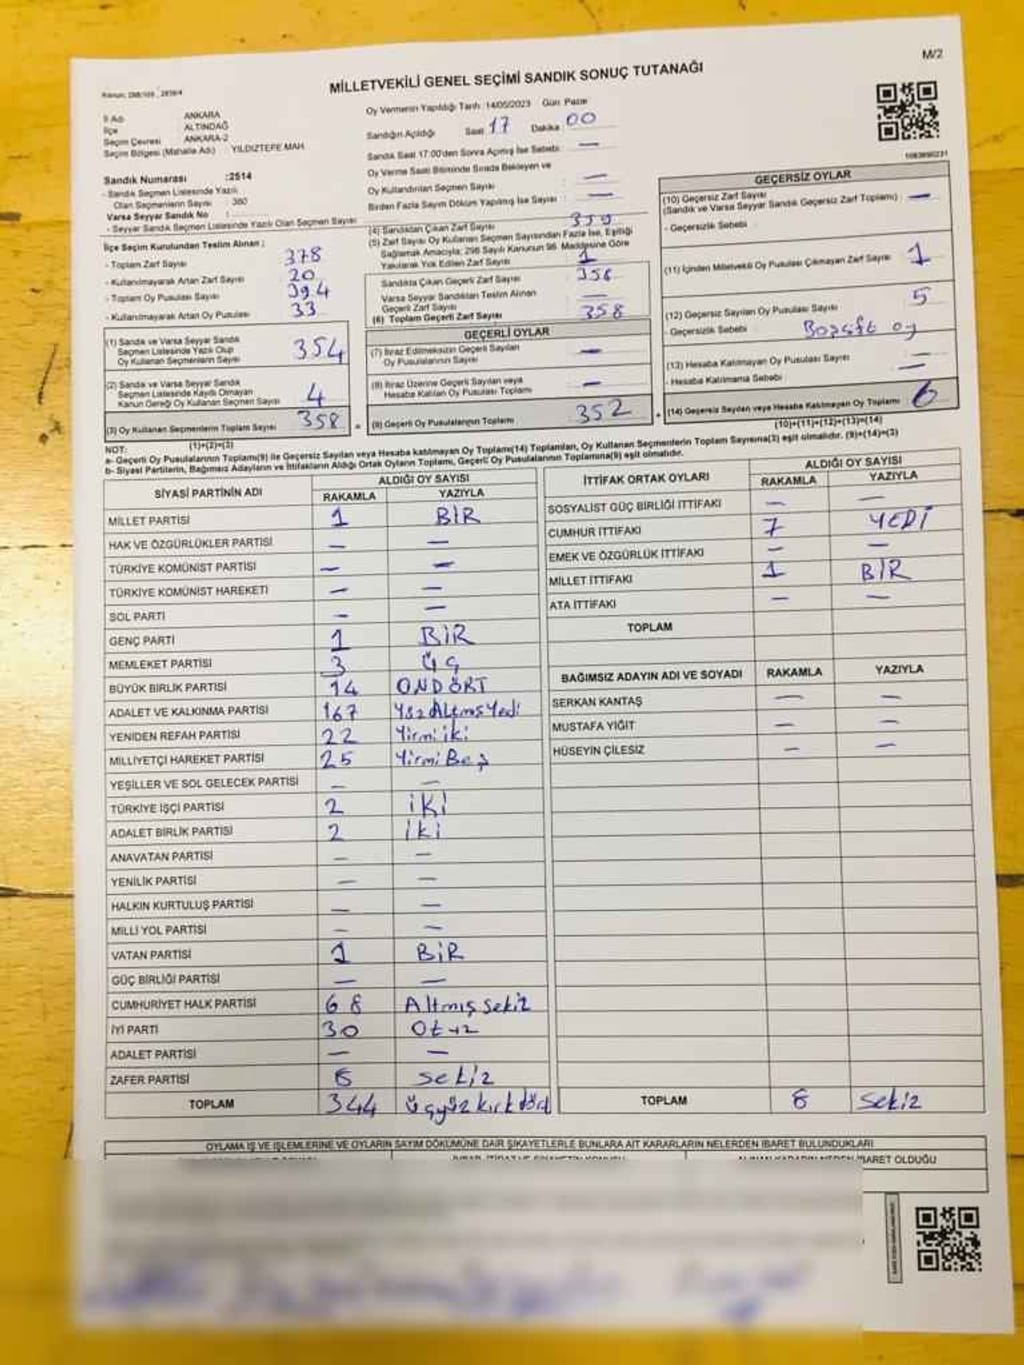 M/2
MİLLETVEKİLİ GENEL SEÇİMİ SANDIK SONUÇ TUTANAĞI
İl Adı ANKARA
İlçe ALTINDAĞ
Seçim Çevresi ANKARA-2
Seçim Bölgesi (Mahalle Adı) YILDIZTEPE MAH.
Oy Vermenin Yapıldığı Tarih :14/05/2023 Gün: Pazar
Sandığın Açıldığı Saat 17 Dakika : 00
Sandık Saat 17:00'den Sonra Açılmış İse Sebebi: —
Oy Verme Saati Bitiminde Sırada Bekleyen ve
Oy Kullandırılan Seçmen Sayısı : —
Birden Fazla Sayım Döküm Yapılmış İse Sayısı : —
Sandık Numarası :2514
- Sandık Seçmen Listesinde Yazılı
Olan Seçmenlerin Sayısı : 360
Varsa Seyyar Sandık No :
- Seyyar Sandık Seçmen Listesinde Yazılı Olan Seçmen Sayısı
İlçe Seçim Kurulundan Teslim Alınan ;
- Toplam Zarf Sayısı 378
- Kullanılmayarak Artan Zarf Sayısı 20
- Toplam Oy Pusulası Sayısı 394
- Kullanılmayarak Artan Oy Pusulası 33
(1) Sandık ve Varsa Seyyar Sandık
Seçmen Listesinde Yazılı Olup
Oy Kullanan Seçmenlerin Sayısı 354
(2) Sandık ve Varsa Seyyar Sandık
Seçmen Listesinde Kayıtlı Olmayan
Kanun Gereği Oy Kullanan Seçmen Sayısı 4
(3) Oy Kullanan Seçmenlerin Toplam Sayısı 358
(1)+(2)=(3)
(4) Sandıktan Çıkan Zarf Sayısı 359
(5) Zarf Sayısı Oy Kullanan Seçmen Sayısından Fazla İse, Eşitliği
Sağlamak Amacıyla; 298 Sayılı Kanunun 98. Maddesine Göre
Yakılarak Yok Edilen Zarf Sayısı 1
Sandıkta Çıkan Geçerli Zarf Sayısı 358
Varsa Seyyar Sandıktan Teslim Alınan
Geçerli Zarf Sayısı —
(6) Toplam Geçerli Zarf Sayısı 358
GEÇERLİ OYLAR
(7) İtiraz Edilmeksizin Geçerli Sayılan
Oy Pusulalarının Sayısı —
(8) İtiraz Üzerine Geçerli Sayılan veya
Hesaba Katılan Oy Pusulası Toplamı —
(9) Geçerli Oy Pusulalarının Toplamı 352
GEÇERSİZ OYLAR
(10) Geçersiz Zarf Sayısı
(Sandık ve Varsa Seyyar Sandık Geçersiz Zarf Toplamı) : —
- Geçersizlik Sebebi :
(11) İçinden Milletvekili Oy Pusulası Çıkmayan Zarf Sayısı : 1
(12) Geçersiz Sayılan Oy Pusulası Sayısı : 5
- Geçersizlik Sebebi :
(13) Hesaba Katılmayan Oy Pusulası Sayısı : —
- Hesaba Katılmama Sebebi : —
(14) Geçersiz Sayılan veya Hesaba Katılmayan Oy Toplamı : 6
(10)+(11)+(12)+(13)=(14)
NOT:
a- Geçerli Oy Pusulalarının Toplamı(9) ile Geçersiz Sayılan veya Hesaba katılmayan Oy Toplamı(14) Toplamları, Oy Kullanan Seçmenlerin Toplam Sayısına(3) eşit olmalıdır. (9)+(14)=(3)
b- Siyasi Partilerin, Bağımsız Adayların ve İttifakların Aldığı Ortak Oyların Toplamı, Geçerli Oy Pusulalarının Toplamına(9) eşit olmalıdır.
SİYASİ PARTİNİN ADI ALDIĞI OY SAYISI
RAKAMLA YAZIYLA
MİLLET PARTİSİ 1 BİR
HAK VE ÖZGÜRLÜKLER PARTİSİ — —
TÜRKİYE KOMÜNİST PARTİSİ — —
TÜRKİYE KOMÜNİST HAREKETİ — —
SOL PARTİ — —
GENÇ PARTİ 1 BİR
MEMLEKET PARTİSİ 3 ÜÇ
BÜYÜK BİRLİK PARTİSİ 14 ONDÖRT
ADALET VE KALKINMA PARTİSİ 167 Yüz Altmış Yedi
YENİDEN REFAH PARTİSİ 22 Yirmi iki
MİLLİYETÇİ HAREKET PARTİSİ 25 Yirmi Beş
YEŞİLLER VE SOL GELECEK PARTİSİ — —
TÜRKİYE İŞÇİ PARTİSİ 2 iKi
ADALET BİRLİK PARTİSİ 2 iki
ANAVATAN PARTİSİ — —
YENİLİK PARTİSİ — —
HALKIN KURTULUŞ PARTİSİ — —
MİLLİ YOL PARTİSİ — —
VATAN PARTİSİ 1 BİR
GÜÇ BİRLİĞİ PARTİSİ — —
CUMHURİYET HALK PARTİSİ 68 Altmış sekiz
İYİ PARTİ 30 Otuz
ADALET PARTİSİ — —
ZAFER PARTİSİ 8 sekiz
TOPLAM 344 üçyüz kırk dört
İTTİFAK ORTAK OYLARI ALDIĞI OY SAYISI
RAKAMLA YAZIYLA
SOSYALİST GÜÇ BİRLİĞİ İTTİFAKI — —
CUMHUR İTTİFAKI 7 YEDİ
EMEK VE ÖZGÜRLÜK İTTİFAKI — —
MİLLET İTTİFAKI 1 BİR
ATA İTTİFAKI — —
TOPLAM
BAĞIMSIZ ADAYIN ADI VE SOYADI RAKAMLA YAZIYLA
SERKAN KANTAŞ — —
MUSTAFA YİĞİT — —
HÜSEYİN ÇİLESİZ — —
TOPLAM 8 sekiz
OYLAMA İŞ VE İŞLEMLERİNE VE OYLARIN SAYIM DÖKÜMÜNE DAİR ŞİKAYETLERLE BUNLARA AİT KARARLARIN NELERDEN İBARET BULUNDUKLARI